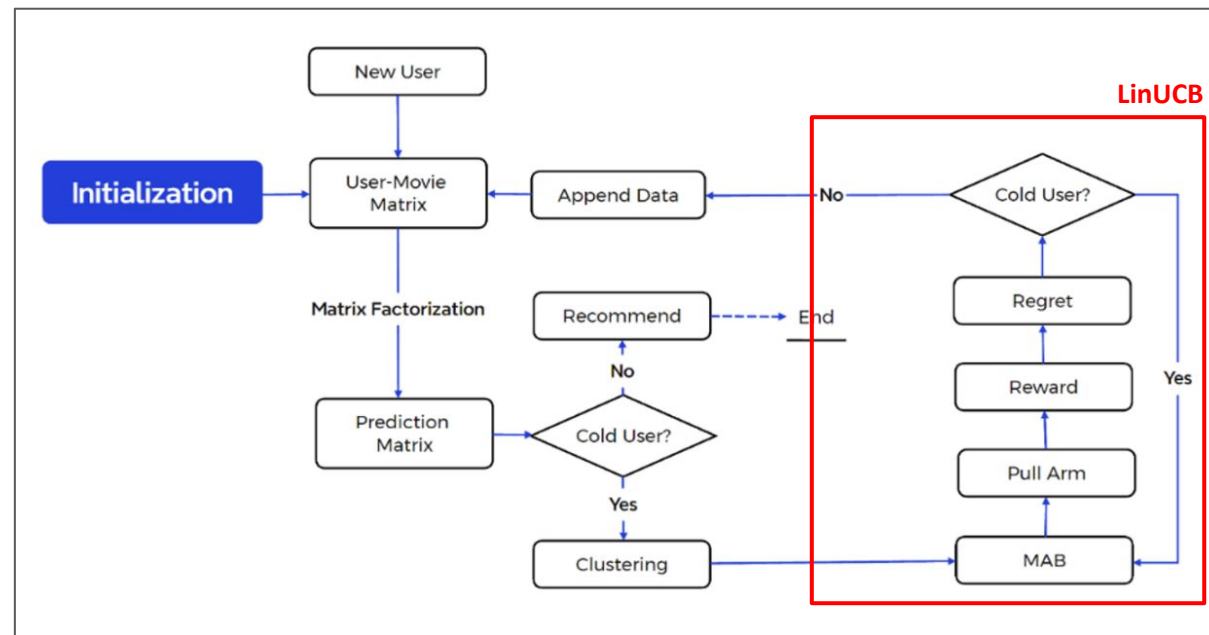 New User
LinUCB
Initialization
User-Movie
Matrix
Append Data
No
Cold User?
Matrix Factorization
Recommend
End
Regret
No
Reward
Yes
Prediction
Matrix
Cold User?
Pull Arm
Yes
Clustering
MAB